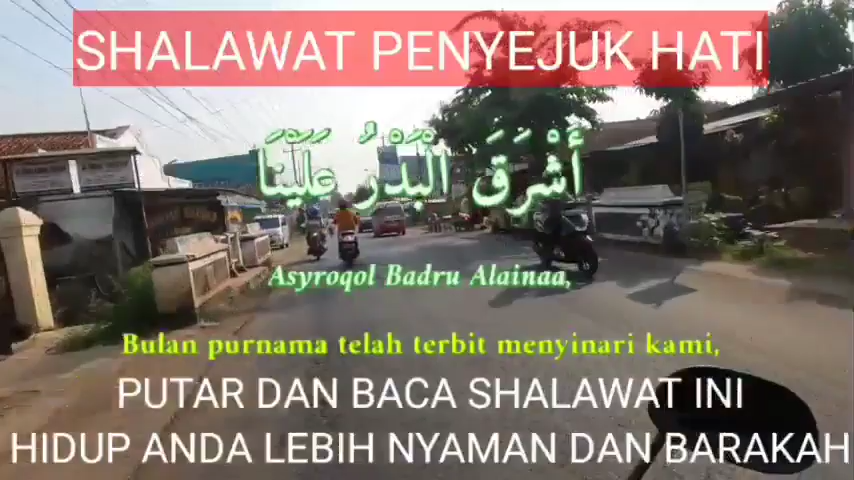 SHALAWAT PENYEJUK HATI
أَشْرَقَ الْبَدْرُ عَلَيْنَا
Asyroqol Badru Alainaa,
Bulan purnama telah terbit menyinari kami,
PUTAR DAN BACA SHALAWAT INI
HIDUP ANDA LEBIH NYAMAN DAN BARAKAH